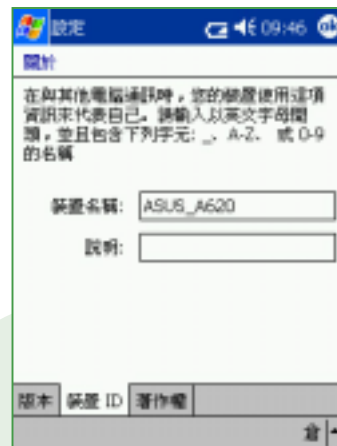 設定 09:46 ok
關於
在與其他電腦通訊時，您的裝置使用這項
資訊來代表自己。請輸入以英文字母開
頭，並且包含下列字元: _、A-Z、 或 0-9
的名稱
裝置名稱: ASUS_A620
說明:
版本 裝置 ID 著作權
倉